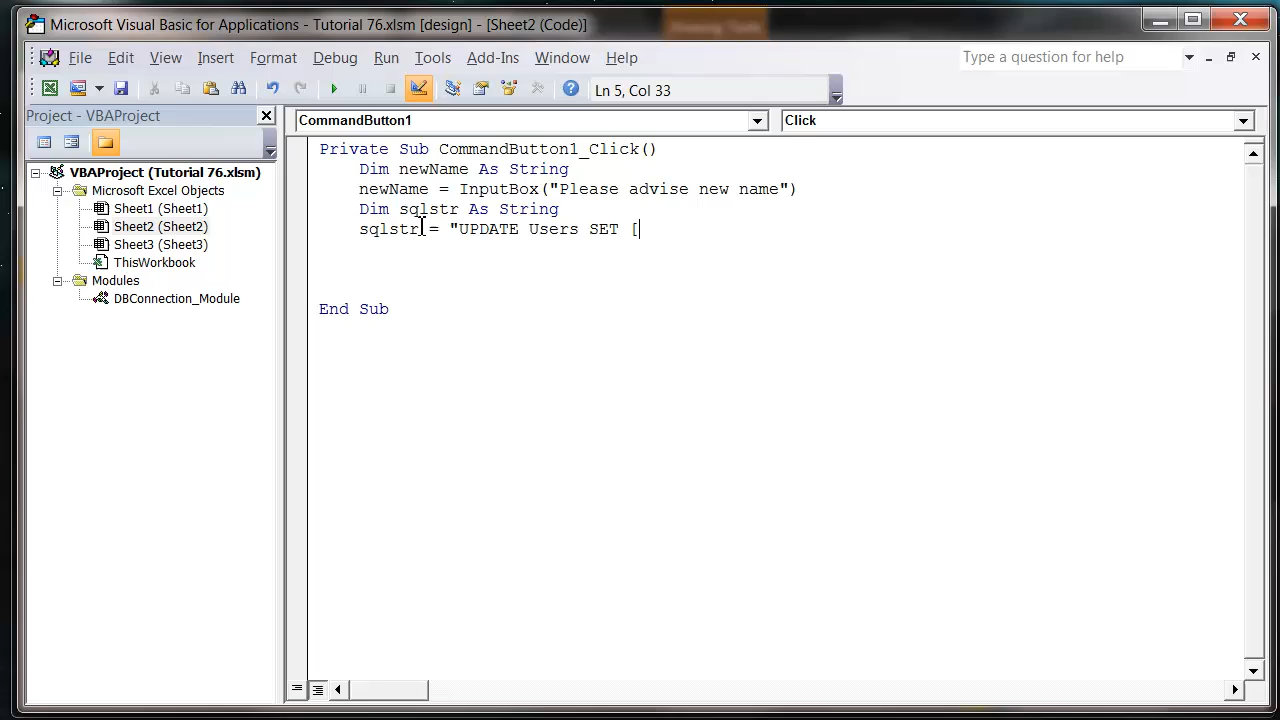 Microsoft Visual Basic for Applications - Tutorial 76.xlsm [design] - [Sheet2 (Code)]
File Edit View Insert Format Debug Run Tools Add-Ins Window Help Type a question for help
Ln 5, Col 33
Project - VBAProject
CommandButton1 Click
VBAProject (Tutorial 76.xlsm)
Microsoft Excel Objects
Sheet1 (Sheet1)
Sheet2 (Sheet2)
Sheet3 (Sheet3)
ThisWorkbook
Modules
DBConnection_Module
Private Sub CommandButton1_Click()
Dim newName As String
newName = InputBox("Please advise new name")
Dim sqlstr As String
sqlstr = "UPDATE Users SET [
End Sub